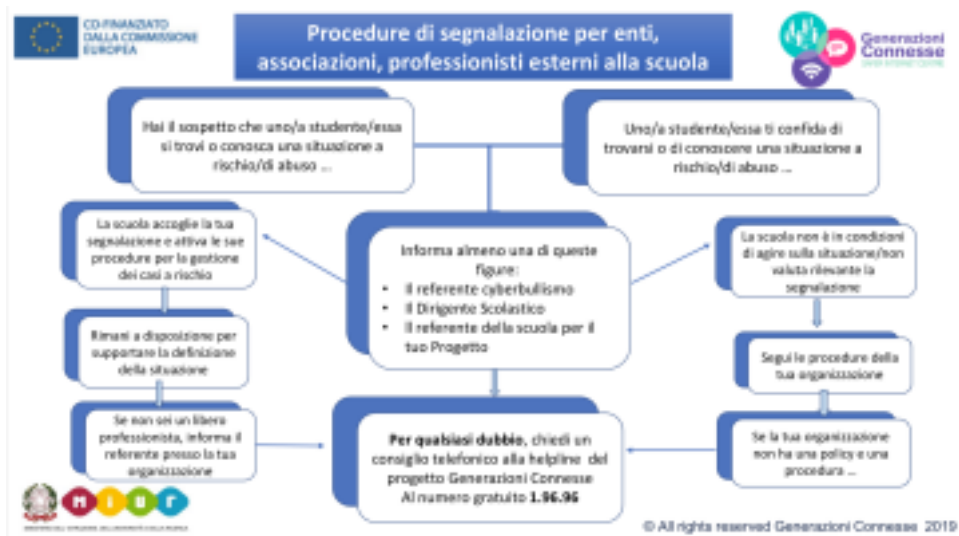 CO-FINANZIATO
DALLA COMMISSIONE
EUROPEA
Procedure di segnalazione per enti,
associazioni, professionisti esterni alla scuola
Generazioni
Connesse
SAFER INTERNET CENTRE
Hai il sospetto che uno/a studente/essa
si trovi o conosca una situazione a
rischio/di abuso ...
Uno/a studente/essa ti confida di
trovarsi o di conoscere una situazione a
rischio/di abuso ...
La scuola accoglie la tua
segnalazione e attiva le sue
procedure per la gestione
dei casi a rischio
Informa almeno una di queste
figure:
• Il referente cyberbullismo
• Il Dirigente Scolastico
• Il referente della scuola per il
tuo Progetto
La scuola non è in condizioni
di agire sulla situazione/non
valuta rilevante la
segnalazione
Rimani a disposizione per
supportare la definizione
della situazione
Segui le procedure della
tua organizzazione
Se non sei un libero
professionista, informa il
referente presso la tua
organizzazione
Per qualsiasi dubbio, chiedi un
consiglio telefonico alla helpline del
progetto Generazioni Connesse
Al numero gratuito 1.96.96
Se la tua organizzazione
non ha una policy e una
procedura ...
MIUR
© All rights reserved Generazioni Connesse 2019